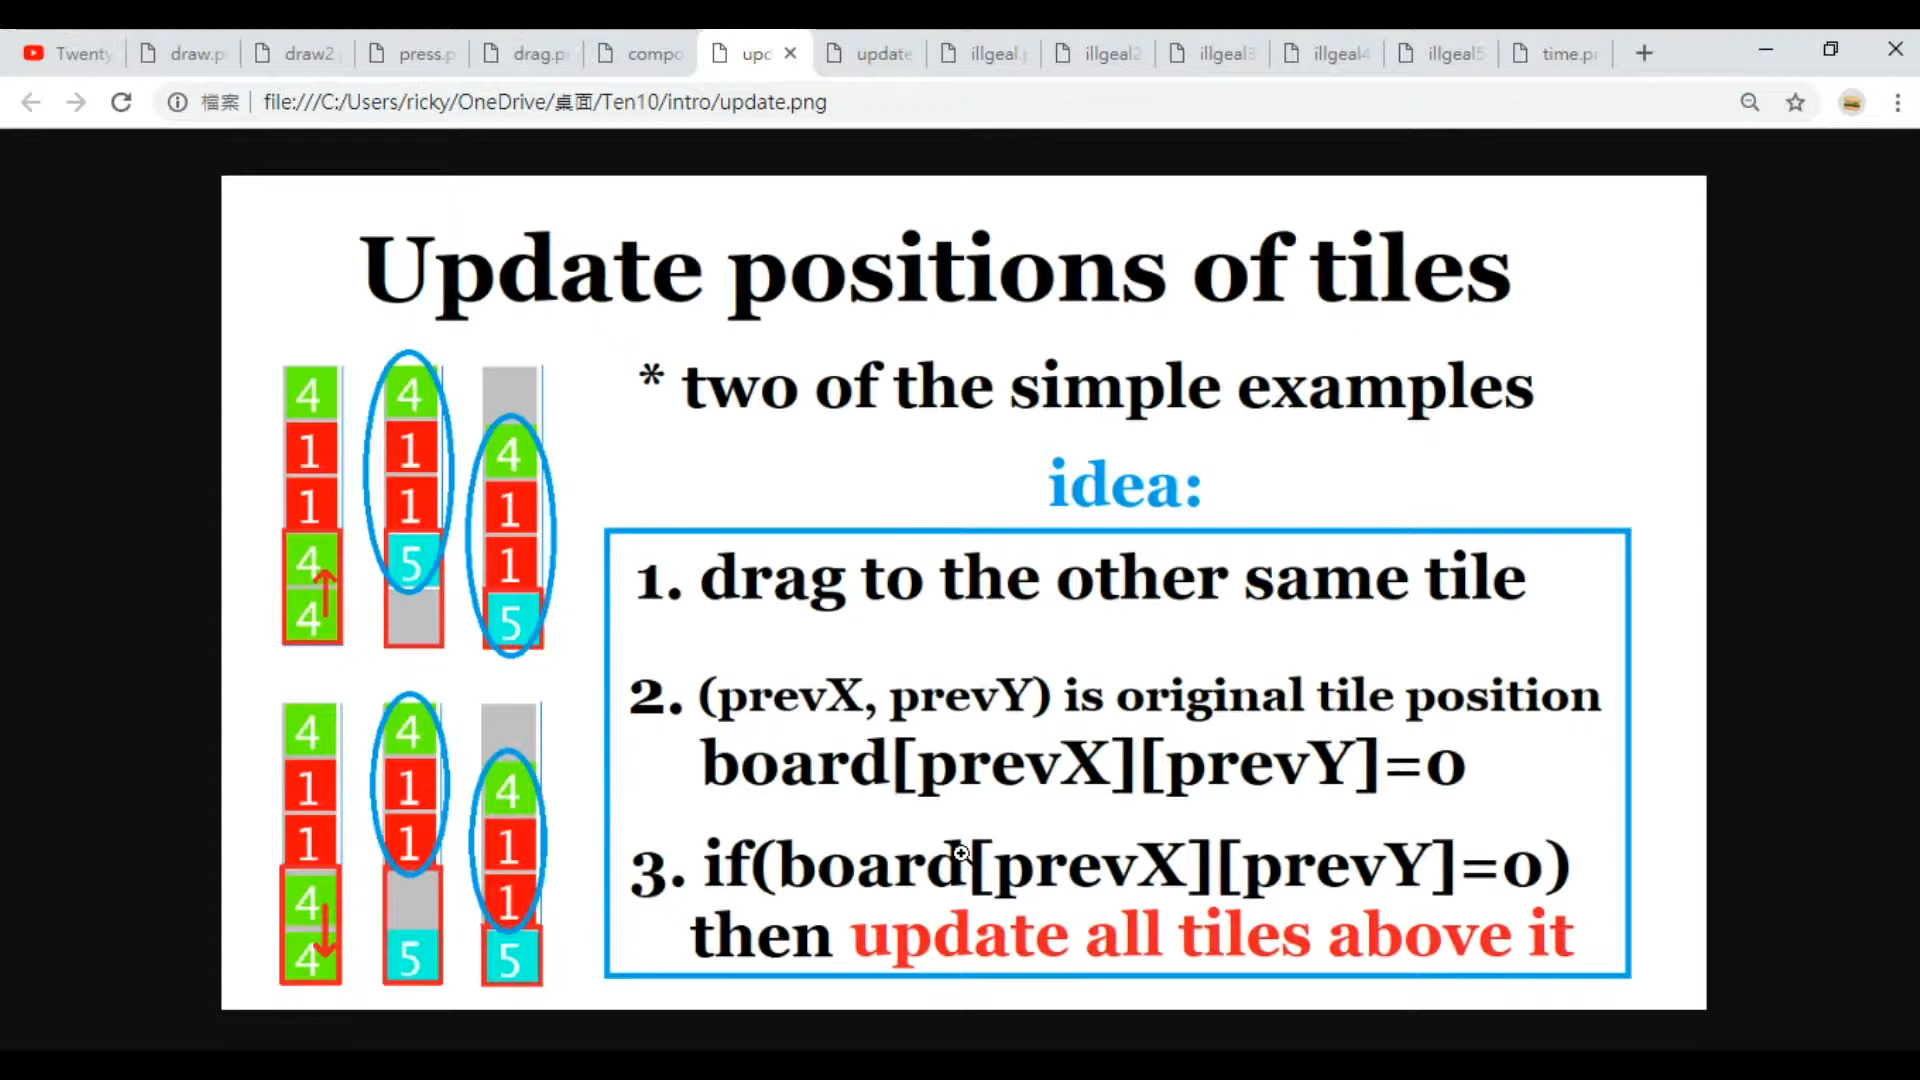 Twenty
draw.p
draw2
press.p
drag.p
compo
upd
update
illgeal.
illgeal2
illgeal3
illgeal4
illgeal5
time.pr
檔案
file:///C:/Users/ricky/OneDrive/桌面/Ten10/intro/update.png
Update positions of tiles
* two of the simple examples
idea:
1. drag to the other same tile
2. (prevX, prevY) is original tile position
board[prevX][prevY]=0
3. if(board[prevX][prevY]=0)
then update all tiles above it
4
1
1
4
4
4
1
1
5
4
1
1
5
4
1
1
4
4
4
1
1
5
4
1
1
5